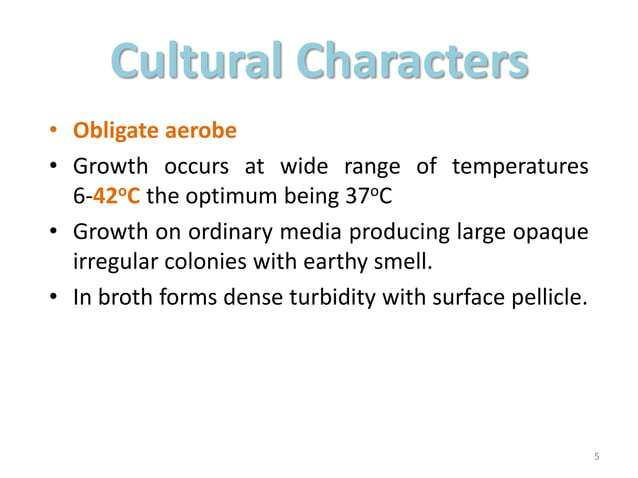 Cultural Characters
• Obligate aerobe
• Growth occurs at wide range of temperatures
6-42ᵒC the optimum being 37ᵒC
• Growth on ordinary media producing large opaque
irregular colonies with earthy smell.
• In broth forms dense turbidity with surface pellicle.
5